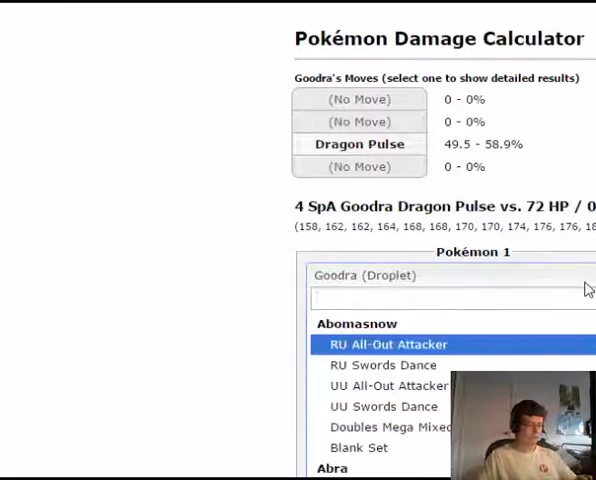 Pokémon Damage Calculator
Goodra's Moves (select one to show detailed results)
(No Move) 0 - 0%
(No Move) 0 - 0%
Dragon Pulse 49.5 - 58.9%
(No Move) 0 - 0%
4 SpA Goodra Dragon Pulse vs. 72 HP / 0
(158, 162, 162, 164, 168, 168, 170, 170, 174, 176, 176, 18
Pokémon 1
Goodra (Droplet)
Abomasnow
RU All-Out Attacker
RU Swords Dance
UU All-Out Attacker
UU Swords Dance
Doubles Mega Mixed
Blank Set
Abra